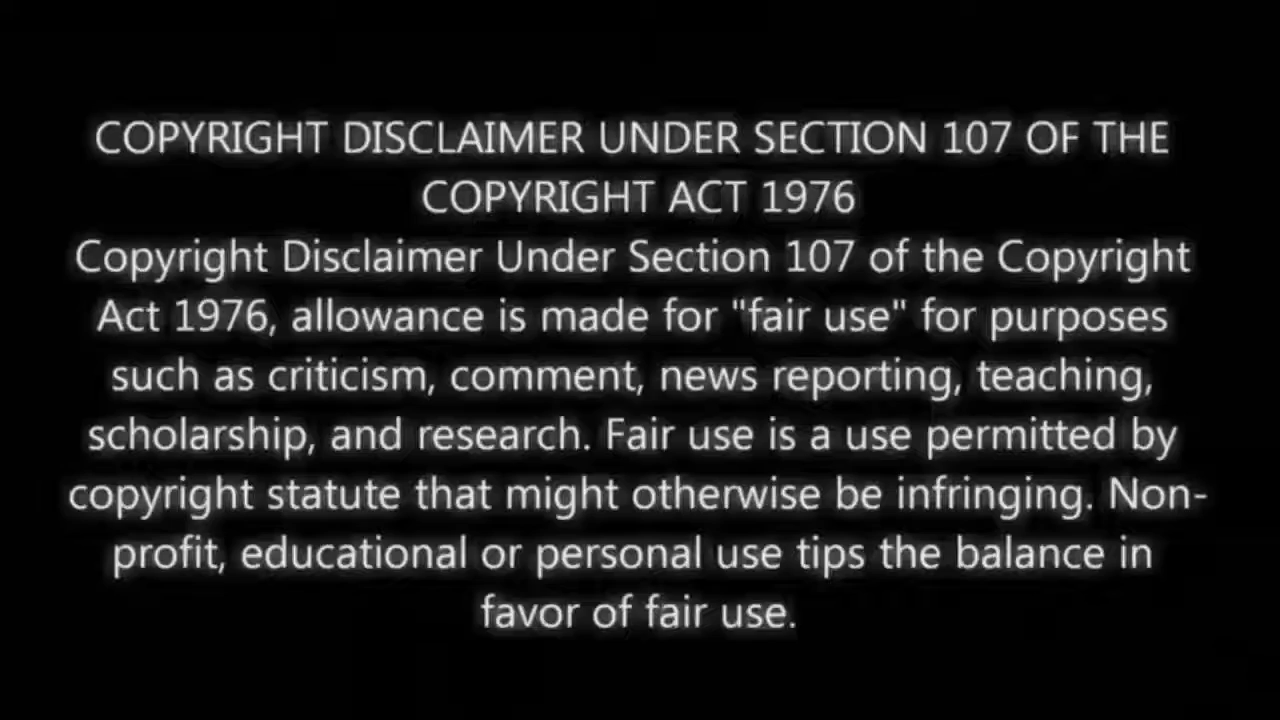 COPYRIGHT DISCLAIMER UNDER SECTION 107 OF THE
COPYRIGHT ACT 1976
Copyright Disclaimer Under Section 107 of the Copyright
Act 1976, allowance is made for "fair use" for purposes
such as criticism, comment, news reporting, teaching,
scholarship, and research. Fair use is a use permitted by
copyright statute that might otherwise be infringing. Non-
profit, educational or personal use tips the balance in
favor of fair use.